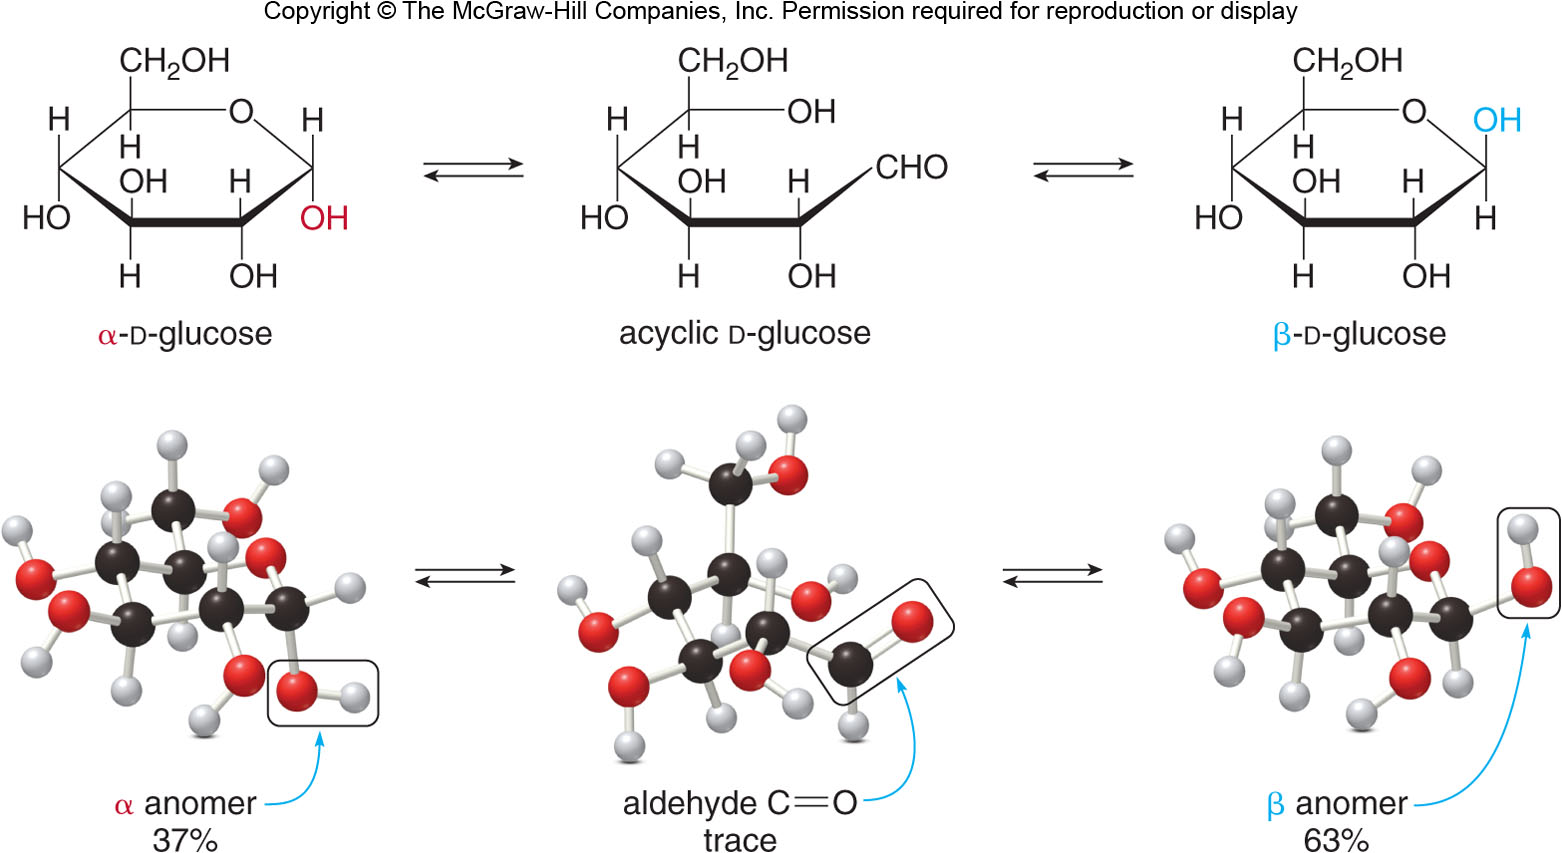 Copyright © The McGraw-Hill Companies, Inc. Permission required for reproduction or display
CH₂OH CH₂OH CH₂OH
H O H H OH H O OH
H H H
OH H OH H CHO OH H
HO OH HO HO H
H OH H OH H OH
α-D-glucose acyclic D-glucose β-D-glucose
α anomer aldehyde C=O β anomer
37% trace 63%